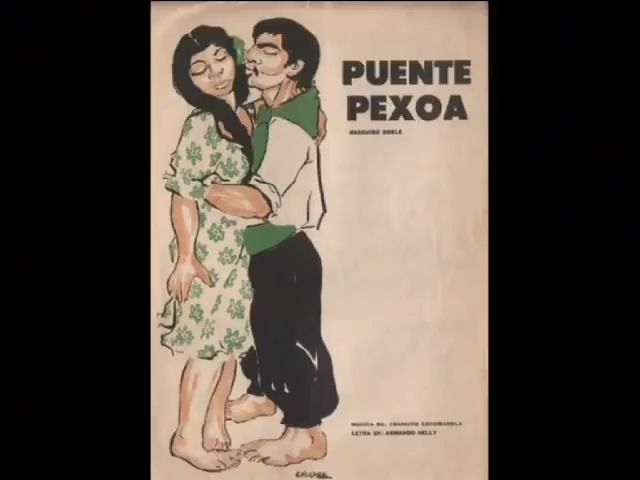 PUENTE
PEXOA
RASGUIDO DOBLE
MUSICA DE: TRANSITO COCOMAROLA
LETRA DE: ARMANDO NELLY